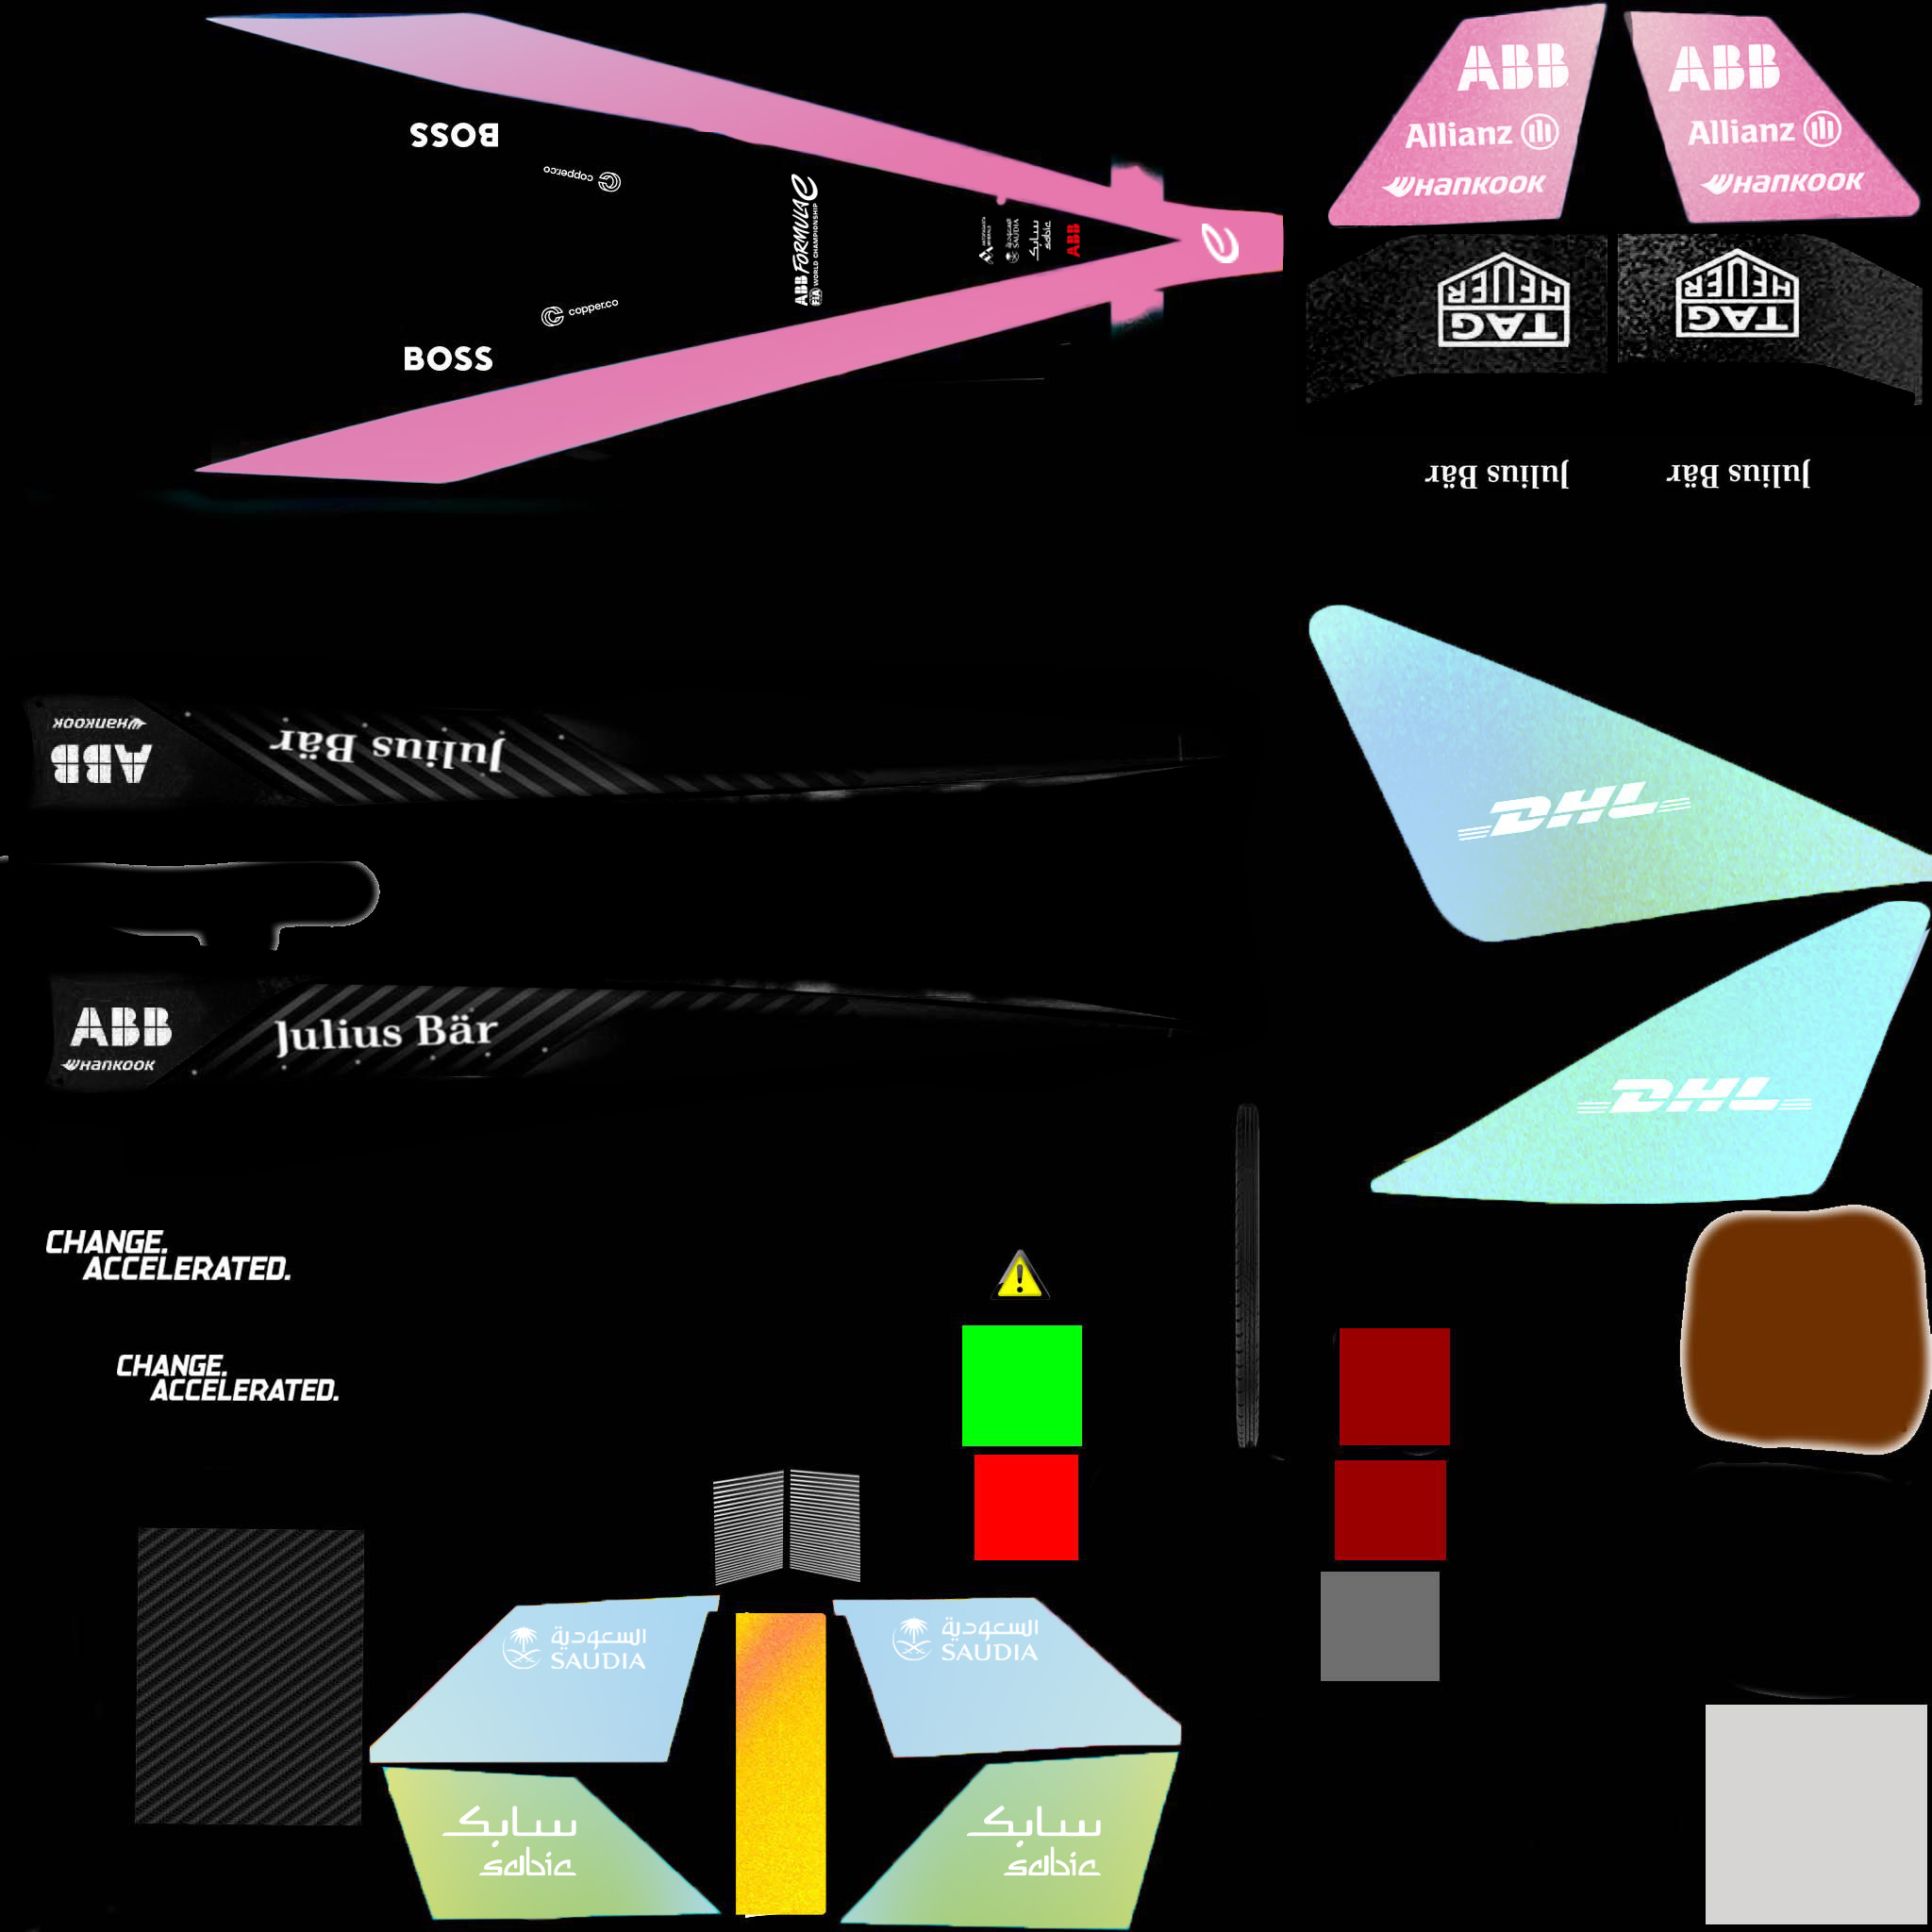 BOSS
copper.co
ABB FORMULA E
FIA WORLD CHAMPIONSHIP
السعودية
SAUDIA
سابك
sabic
ABB
e
copper.co
BOSS
ABB
Allianz
HANKOOK
ABB
Allianz
HANKOOK
TAG
HEUER
TAG
HEUER
Julius Bär
Julius Bär
HANKOOK
ABB
Julius Bär
DHL
ABB
HANKOOK
Julius Bär
DHL
CHANGE.
ACCELERATED.
!
CHANGE.
ACCELERATED.
السعودية
SAUDIA
السعودية
SAUDIA
سابك
sabic
سابك
sabic